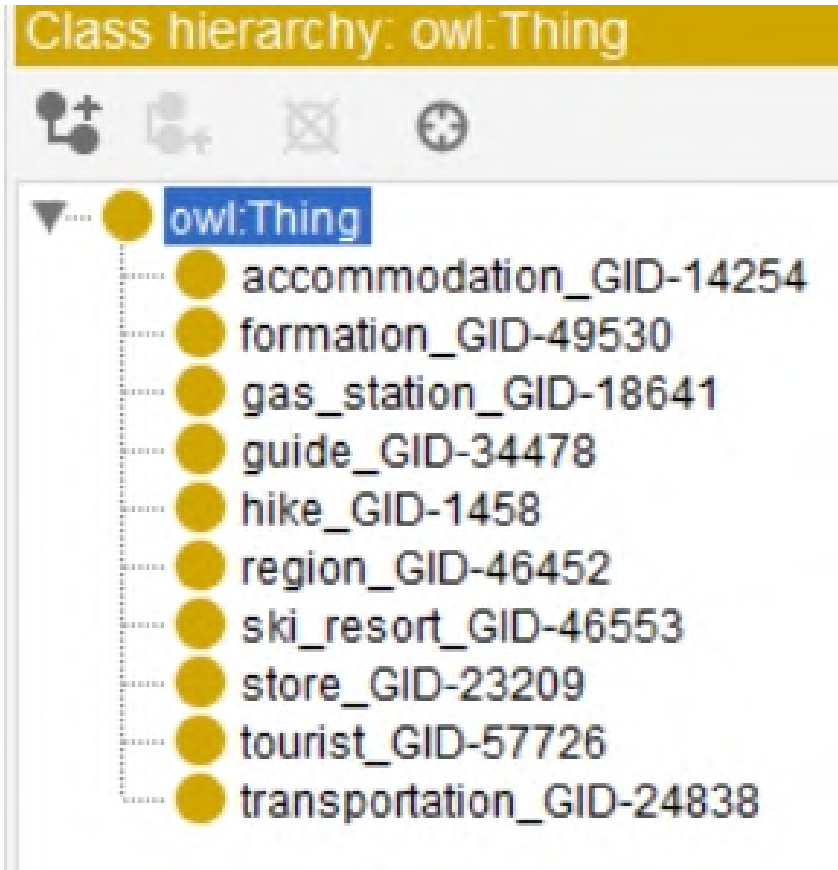 Class hierarchy: owl:Thing
owl:Thing
accommodation_GID-14254
formation_GID-49530
gas_station_GID-18641
guide_GID-34478
hike_GID-1458
region_GID-46452
ski_resort_GID-46553
store_GID-23209
tourist_GID-57726
transportation_GID-24838